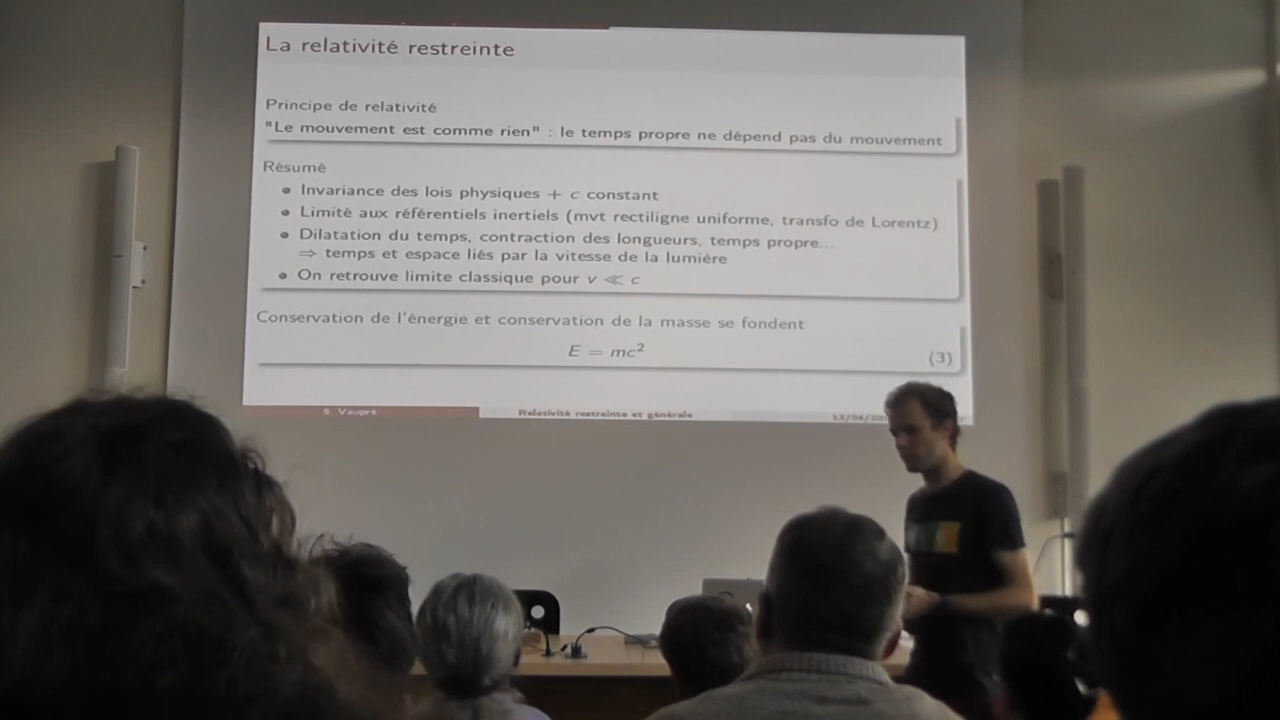 La relativité restreinte
Principe de relativité
"Le mouvement est comme rien" : le temps propre ne dépend pas du mouvement
Résumé
• Invariance des lois physiques + c constant
• Limité aux référentiels inertiels (mvt rectiligne uniforme, transfo de Lorentz)
• Dilatation du temps, contraction des longueurs, temps propre...
⇒ temps et espace liés par la vitesse de la lumière
• On retrouve limite classique pour v ≪ c
Conservation de l'énergie et conservation de la masse se fondent
E = mc² (3)
S. Vaupré Relativité restreinte et générale